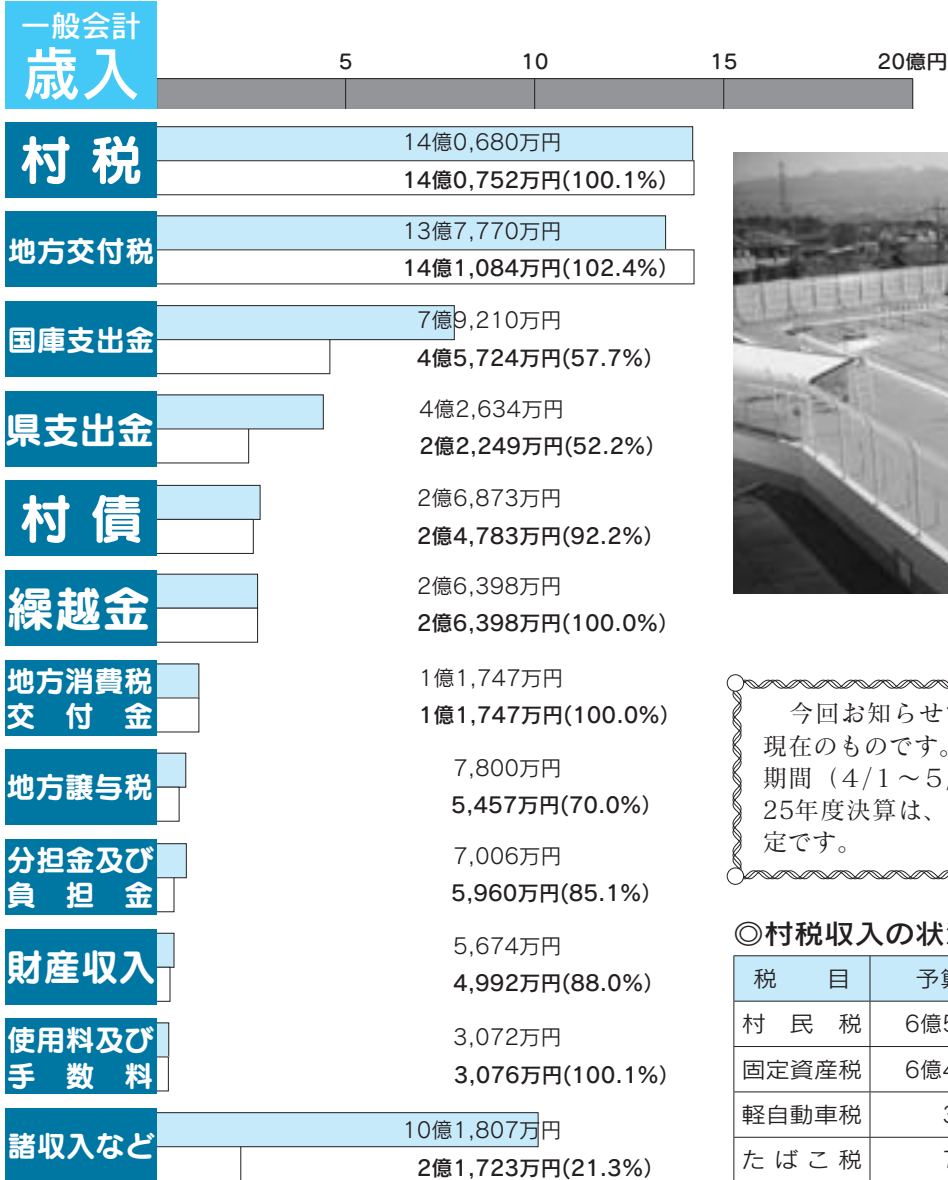 一般会計
歳入
5 10 15 20億円
村税
14億0,680万円
14億0,752万円(100.1%)
地方交付税
13億7,770万円
14億1,084万円(102.4%)
国庫支出金
7億9,210万円
4億5,724万円(57.7%)
県支出金
4億2,634万円
2億2,249万円(52.2%)
村債
2億6,873万円
2億4,783万円(92.2%)
繰越金
2億6,398万円
2億6,398万円(100.0%)
地方消費税
交付金
1億1,747万円
1億1,747万円(100.0%)
地方譲与税
7,800万円
5,457万円(70.0%)
分担金及び
負担金
7,006万円
5,960万円(85.1%)
財産収入
5,674万円
4,992万円(88.0%)
使用料及び
手数料
3,072万円
3,076万円(100.1%)
諸収入など
10億1,807万円
2億1,723万円(21.3%)
今回お知らせ
現在のものです。
期間（4/1～5/
25年度決算は、
定です。
◎村税収入の状
税目 予
村民税 6億
固定資産税 6億
軽自動車税
たばこ税